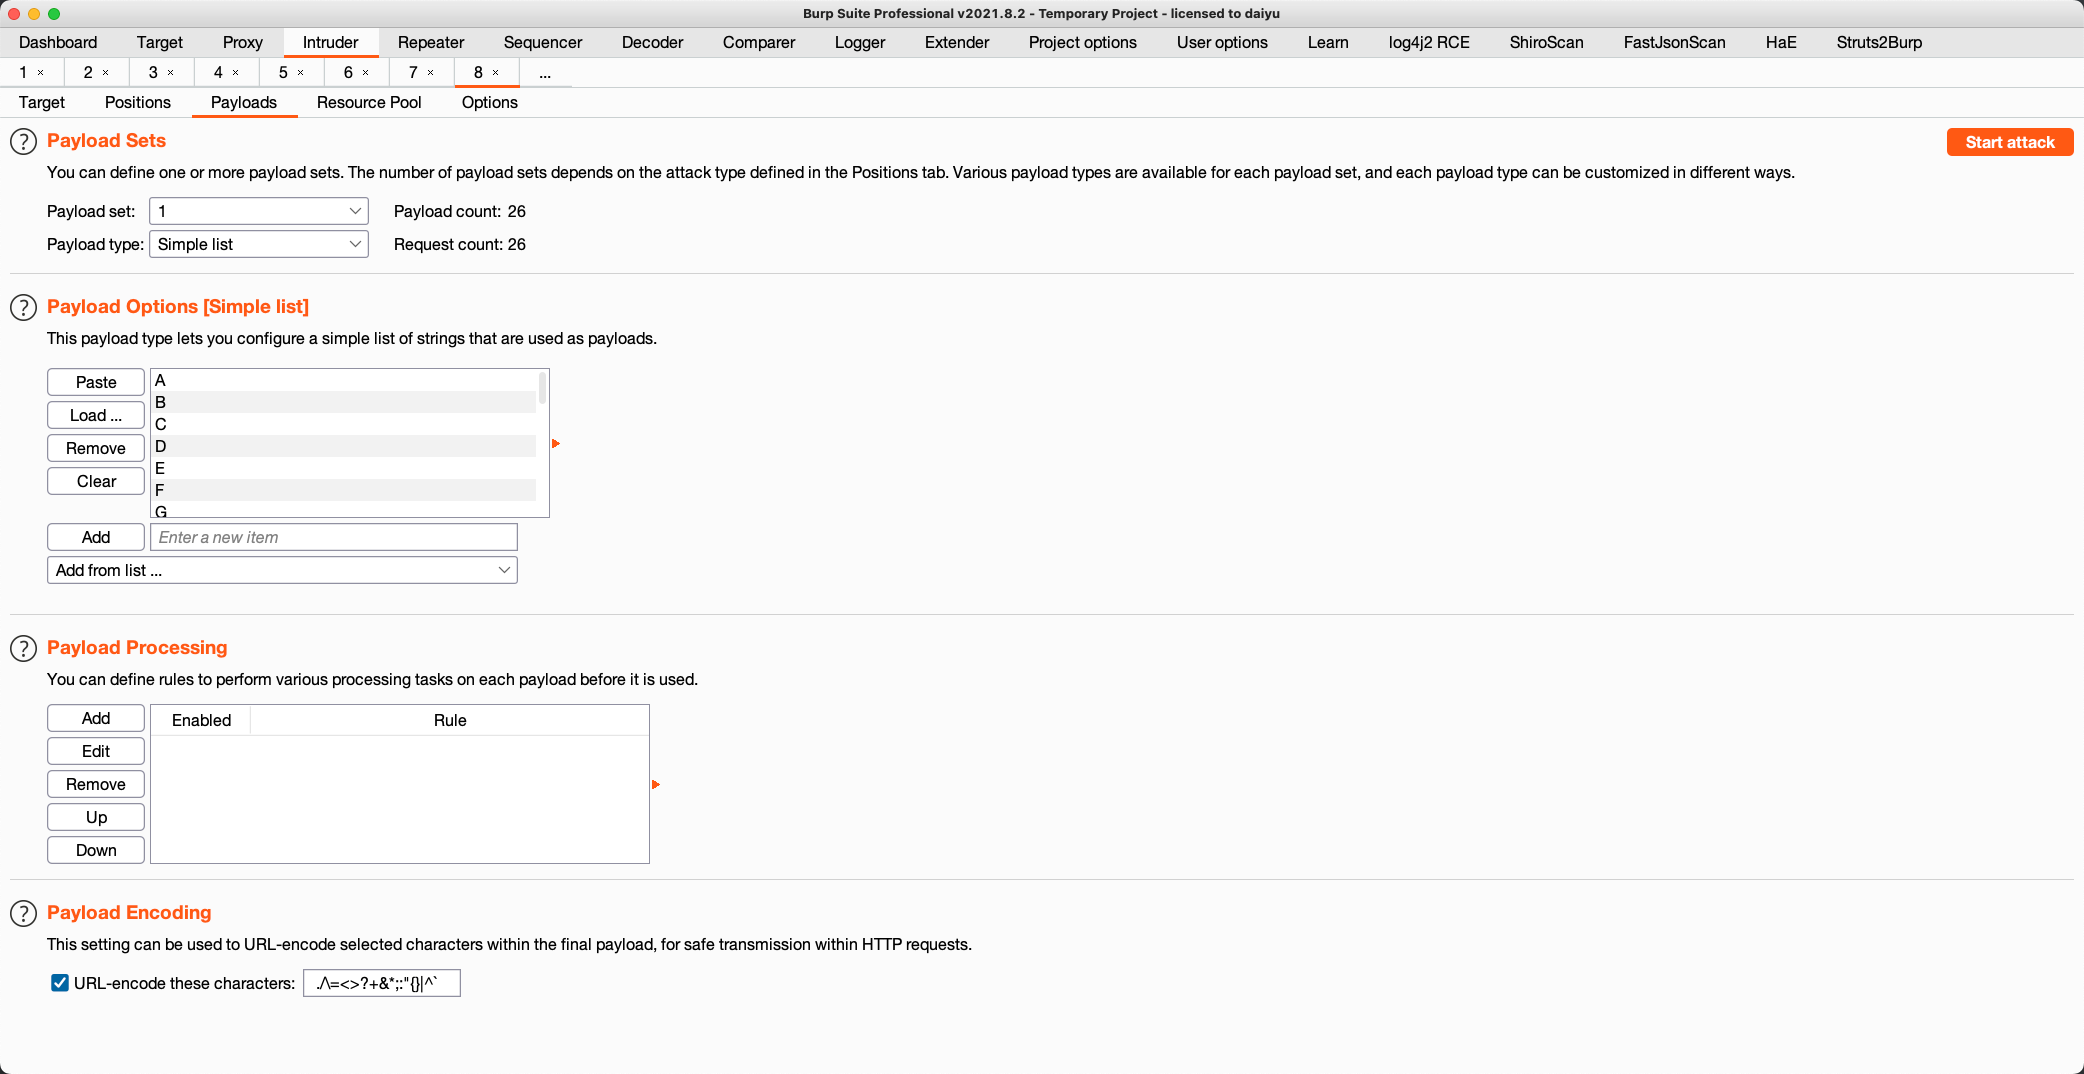 Burp Suite Professional v2021.8.2 - Temporary Project - licensed to daiyu
Dashboard Target Proxy Intruder Repeater Sequencer Decoder Comparer Logger Extender Project options User options Learn log4j2 RCE ShiroScan FastJsonScan HaE Struts2Burp
1 × 2 × 3 × 4 × 5 × 6 × 7 × 8 × ...
Target Positions Payloads Resource Pool Options
? Payload Sets Start attack
You can define one or more payload sets. The number of payload sets depends on the attack type defined in the Positions tab. Various payload types are available for each payload set, and each payload type can be customized in different ways.
Payload set: 1 Payload count: 26
Payload type: Simple list Request count: 26
? Payload Options [Simple list]
This payload type lets you configure a simple list of strings that are used as payloads.
Paste
Load ...
Remove
Clear
A
B
C
D
E
F
G
Add Enter a new item
Add from list ...
? Payload Processing
You can define rules to perform various processing tasks on each payload before it is used.
Add
Edit
Remove
Up
Down
Enabled Rule
? Payload Encoding
This setting can be used to URL-encode selected characters within the final payload, for safe transmission within HTTP requests.
URL-encode these characters: ./\=<>?+&*;:"{}|^`